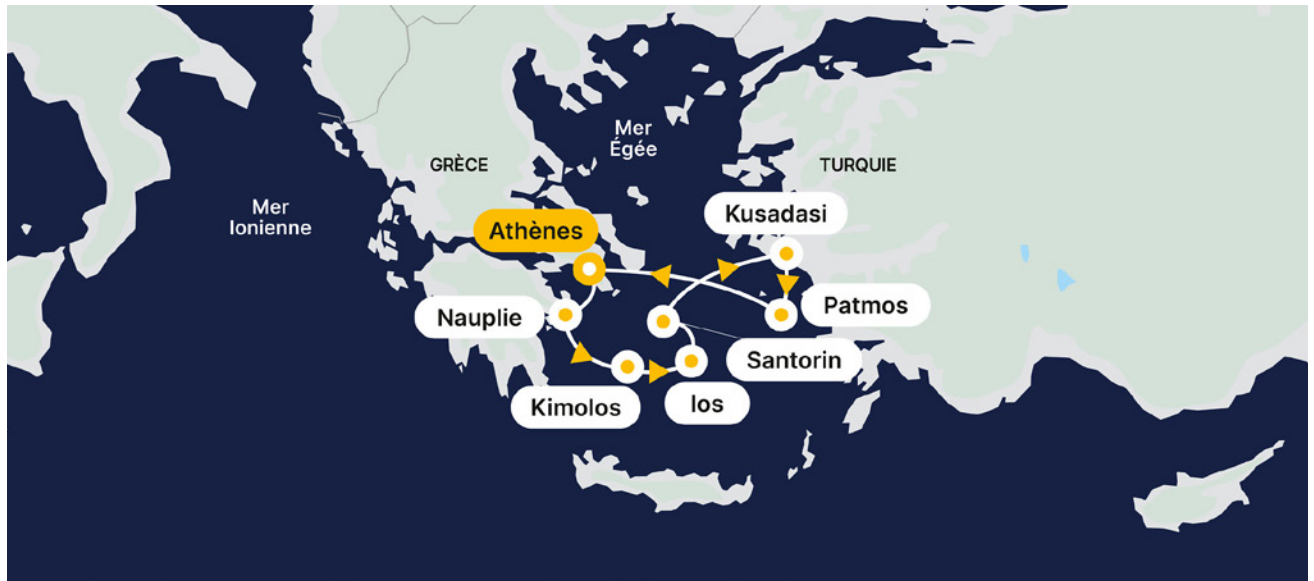 Mer
Égée
GRÈCE
TURQUIE
Mer
Ionienne
Kusadasi
Athènes
Patmos
Nauplie
Santorin
Kimolos
Ios